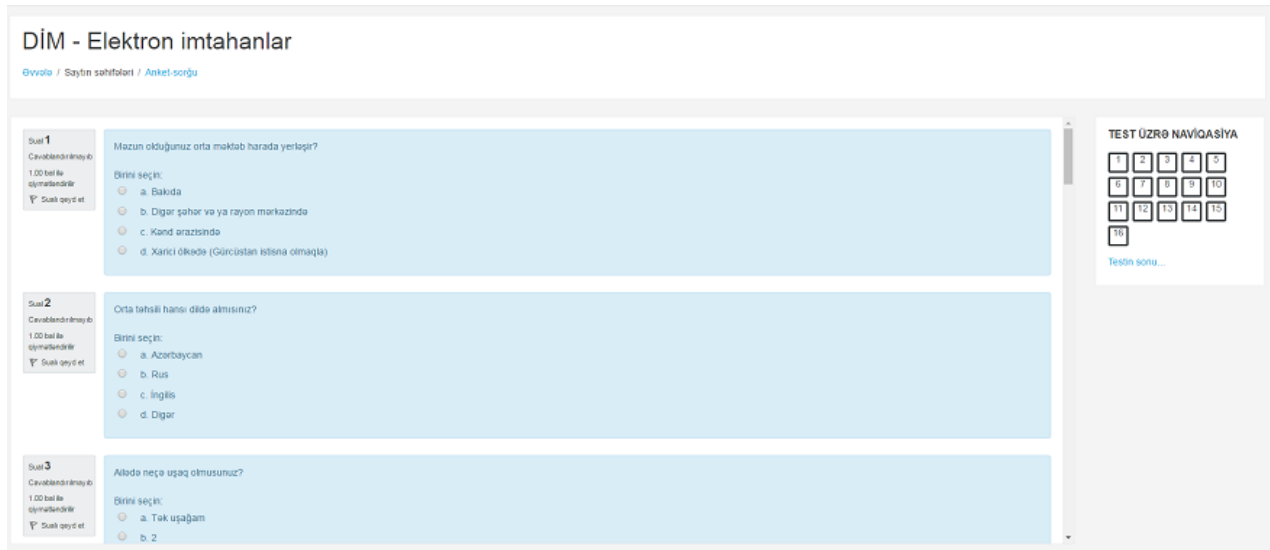 DİM - Elektron imtahanlar
Əvvələ / Saytın səhifələri / Anket-sorğu
Sual 1
Cavablandırılmayıb
1.00 bal ilə
qiymətləndirilir
Sualı qeyd et
Məzun olduğunuz orta məktəb harada yerləşir?
Birini seçin:
a. Bakıda
b. Digər şəhər və ya rayon mərkəzində
c. Kənd ərazisində
d. Xarici ölkədə (Gürcüstan istisna olmaqla)
Sual 2
Cavablandırılmayıb
1.00 bal ilə
qiymətləndirilir
Sualı qeyd et
Orta təhsili hansı dildə almısınız?
Birini seçin:
a. Azərbaycan
b. Rus
c. İngilis
d. Digər
Sual 3
Cavablandırılmayıb
1.00 bal ilə
qiymətləndirilir
Sualı qeyd et
Ailədə neçə uşaq olmusunuz?
Birini seçin:
a. Tək uşağam
b. 2
TEST ÜZRƏ NAVİQASİYA
1 2 3 4 5
6 7 8 9 10
11 12 13 14 15
16
Testin sonu...